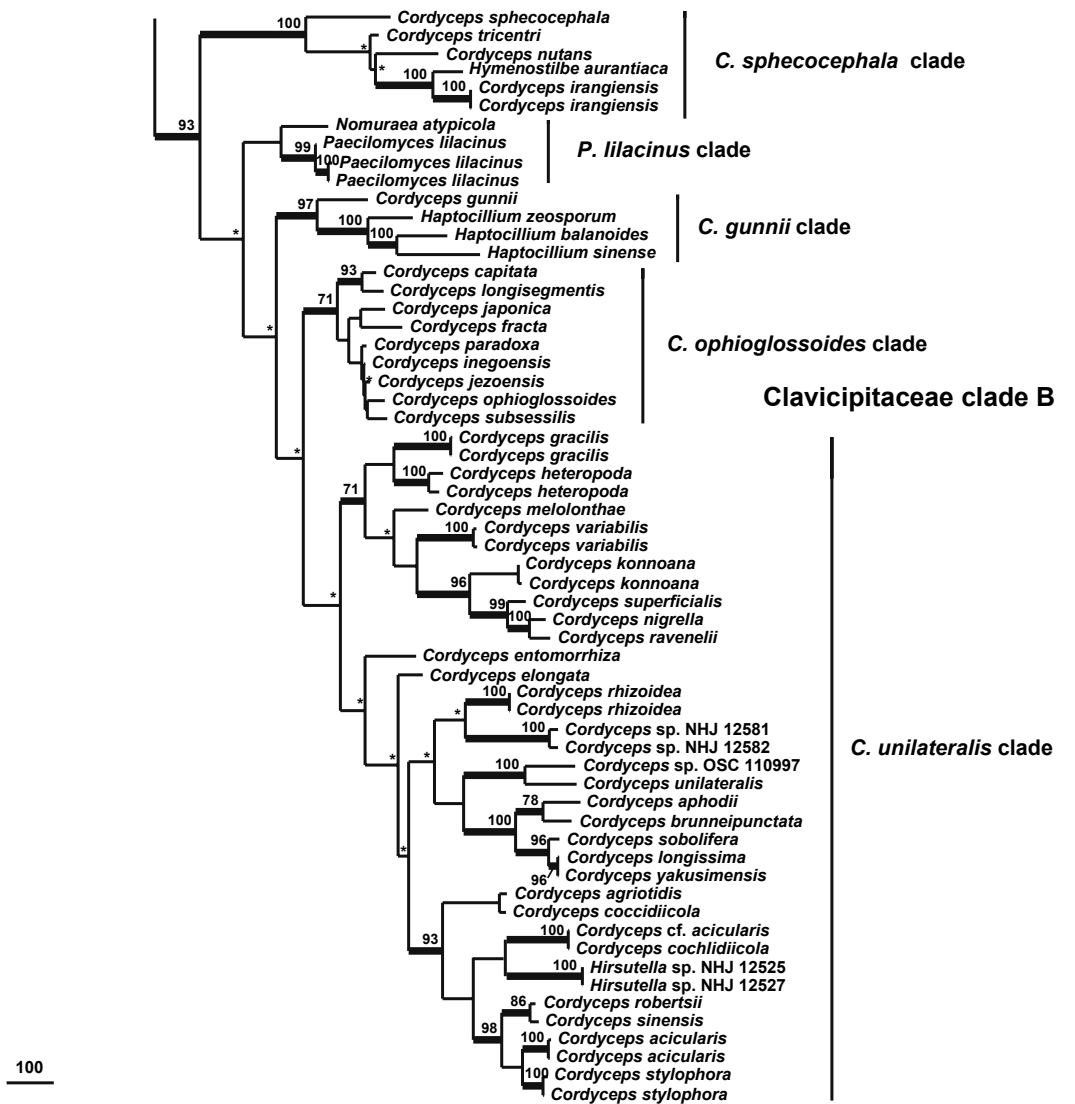 100
Cordyceps sphecocephala
Cordyceps tricentri
*
Cordyceps nutans
*
Hymenostilbe aurantiaca
100
Cordyceps irangiensis
100
Cordyceps irangiensis
C. sphecocephala clade
93
Nomuraea atypicola
Paecilomyces lilacinus
99
Paecilomyces lilacinus
100
Paecilomyces lilacinus
P. lilacinus clade
*
97
Cordyceps gunnii
Haptocillium zeosporum
100
Haptocillium balanoides
100
Haptocillium sinense
C. gunnii clade
*
93
Cordyceps capitata
Cordyceps longisegmentis
71
Cordyceps japonica
Cordyceps fracta
Cordyceps paradoxa
Cordyceps inegoensis
*
Cordyceps jezoensis
Cordyceps ophioglossoides
Cordyceps subsessilis
C. ophioglossoides clade
Clavicipitaceae clade B
*
100
Cordyceps gracilis
Cordyceps gracilis
100
Cordyceps heteropoda
Cordyceps heteropoda
71
Cordyceps melolonthae
*
100
Cordyceps variabilis
Cordyceps variabilis
Cordyceps konnoana
96
Cordyceps konnoana
99
Cordyceps superficialis
100
Cordyceps nigrella
Cordyceps ravenelii
*
Cordyceps entomorrhiza
*
Cordyceps elongata
100
Cordyceps rhizoidea
Cordyceps rhizoidea
*
100
Cordyceps sp. NHJ 12581
Cordyceps sp. NHJ 12582
*
*
100
Cordyceps sp. OSC 110997
Cordyceps unilateralis
78
Cordyceps aphodii
100
Cordyceps brunneipunctata
96
Cordyceps sobolifera
Cordyceps longissima
96
Cordyceps yakusimensis
*
Cordyceps agriotidis
Cordyceps coccidiicola
93
100
Cordyceps cf. acicularis
Cordyceps cochlidiicola
100
Hirsutella sp. NHJ 12525
Hirsutella sp. NHJ 12527
86
Cordyceps robertsii
Cordyceps sinensis
98
100
Cordyceps acicularis
Cordyceps acicularis
100
Cordyceps stylophora
Cordyceps stylophora
C. unilateralis clade
100